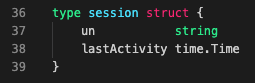 36 type session struct {
37     un           string
38     lastActivity time.Time
39 }